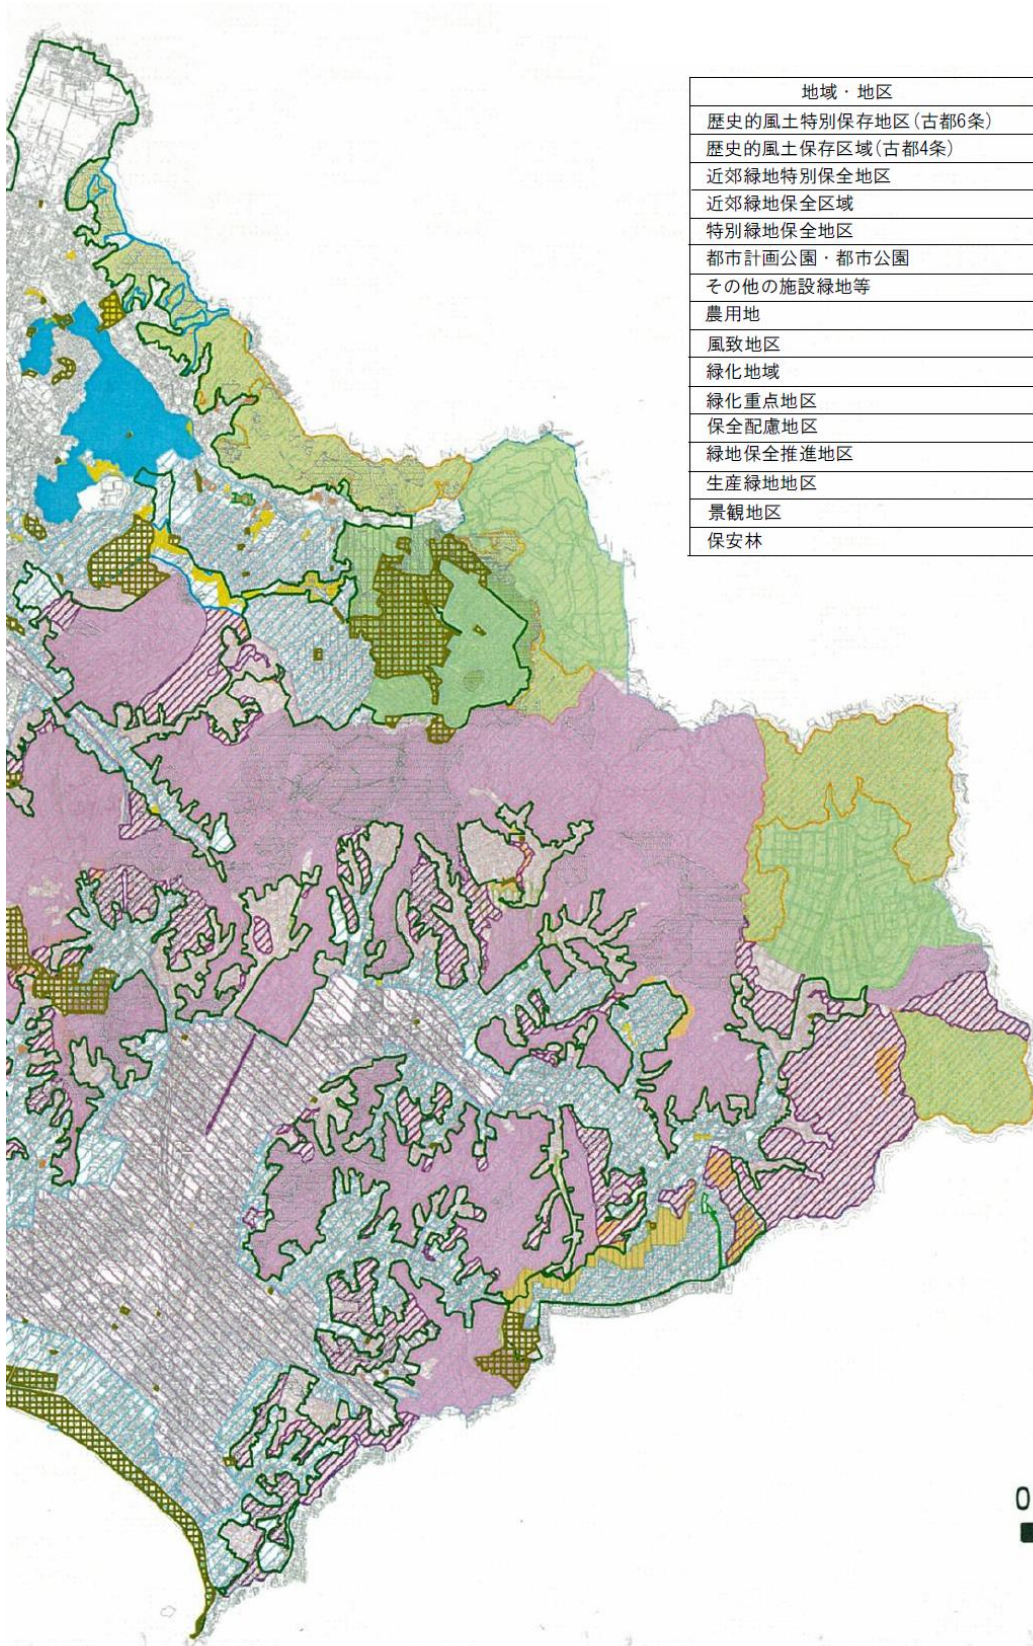 地域・地区
歴史的風土特別保存地区(古都6条)
歴史的風土保存区域(古都4条)
近郊緑地特別保全地区
近郊緑地保全区域
特別緑地保全地区
都市計画公園・都市公園
その他の施設緑地等
農用地
風致地区
緑化地域
緑化重点地区
保全配慮地区
緑地保全推進地区
生産緑地地区
景観地区
保安林
0